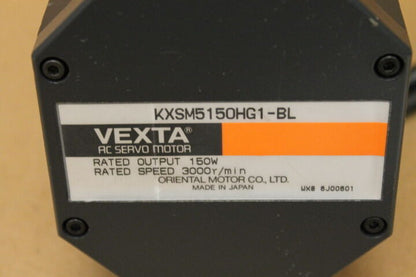 KXSM5150HG1-BL
VEXTA®
AC SERVO MOTOR
RATED OUTPUT 150W
RATED SPEED 3000r/min
ORIENTAL MOTOR CO., LTD.
MADE IN JAPAN